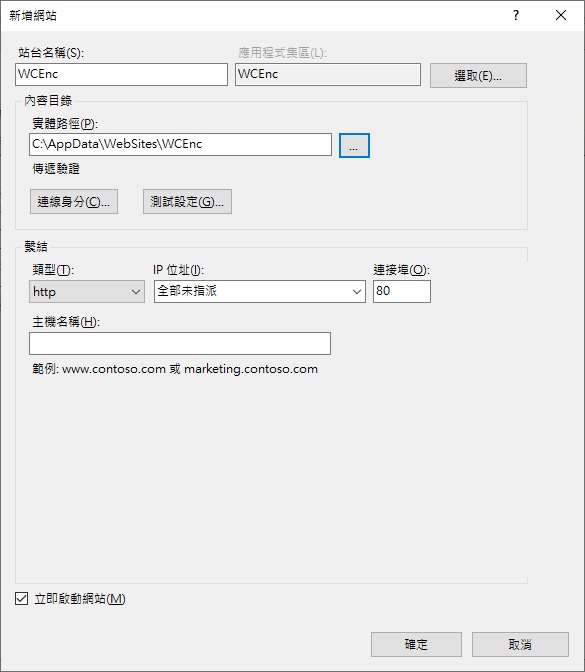 新增網站
站台名稱(S): 應用程式集區(L):
WCEnc WCEnc 選取(E)...
內容目錄
實體路徑(P):
C:\AppData\WebSites\WCEnc ...
傳遞驗證
連線身分(C)... 測試設定(G)...
繫結
類型(T): IP 位址(I): 連接埠(O):
http 全部未指派 80
主機名稱(H):
範例: www.contoso.com 或 marketing.contoso.com
立即啟動網站(M)
確定 取消